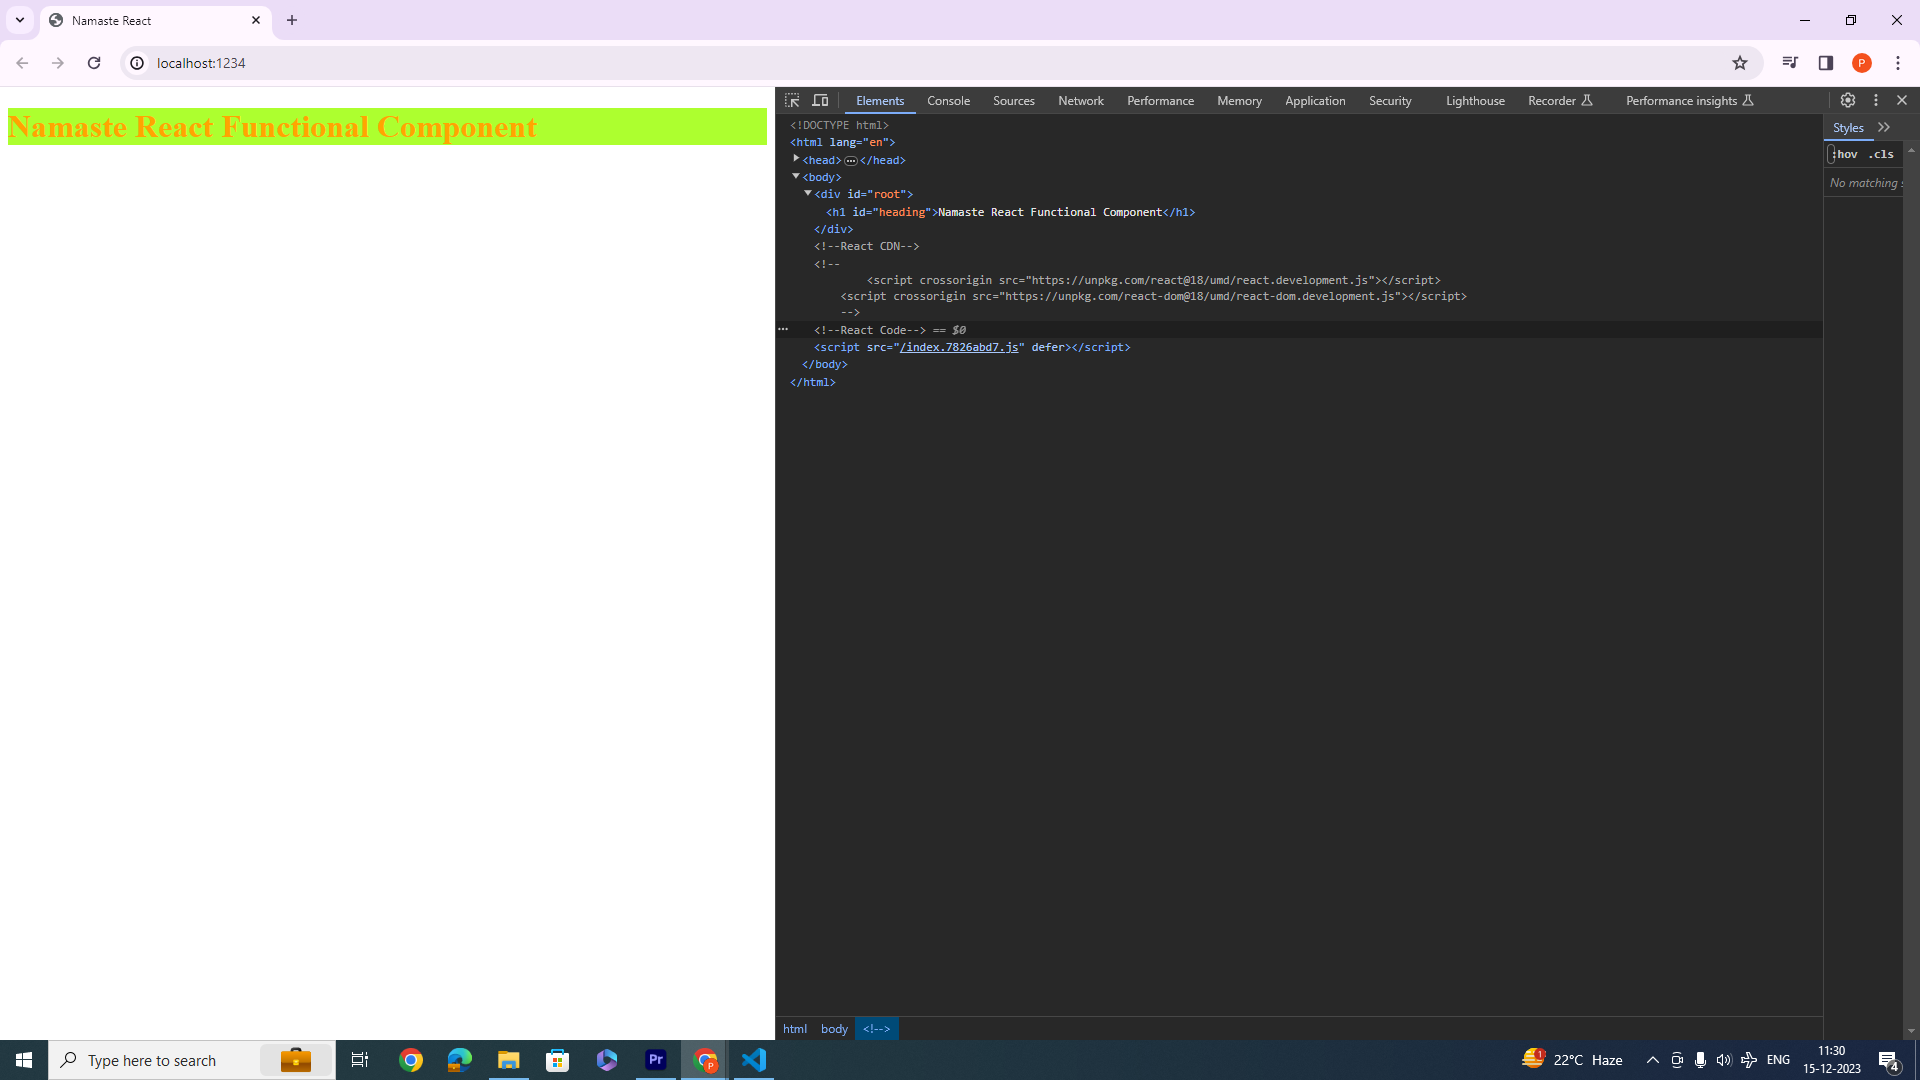 Namaste React
localhost:1234
P
Namaste React Functional Component
Elements Console Sources Network Performance Memory Application Security Lighthouse Recorder Performance insights
<!DOCTYPE html>
<html lang="en">
<head>…</head>
<body>
<div id="root">
<h1 id="heading">Namaste React Functional Component</h1>
</div>
<!--React CDN-->
<!--
<script crossorigin src="https://unpkg.com/react@18/umd/react.development.js"></script>
<script crossorigin src="https://unpkg.com/react-dom@18/umd/react-dom.development.js"></script>
-->
<!--React Code--> == $0
<script src="/index.7826abd7.js" defer></script>
</body>
</html>
Styles
:hov .cls
No matching
html body <!-->
Type here to search
Pr
P
1
22°C Haze
ENG
11:30
15-12-2023
4